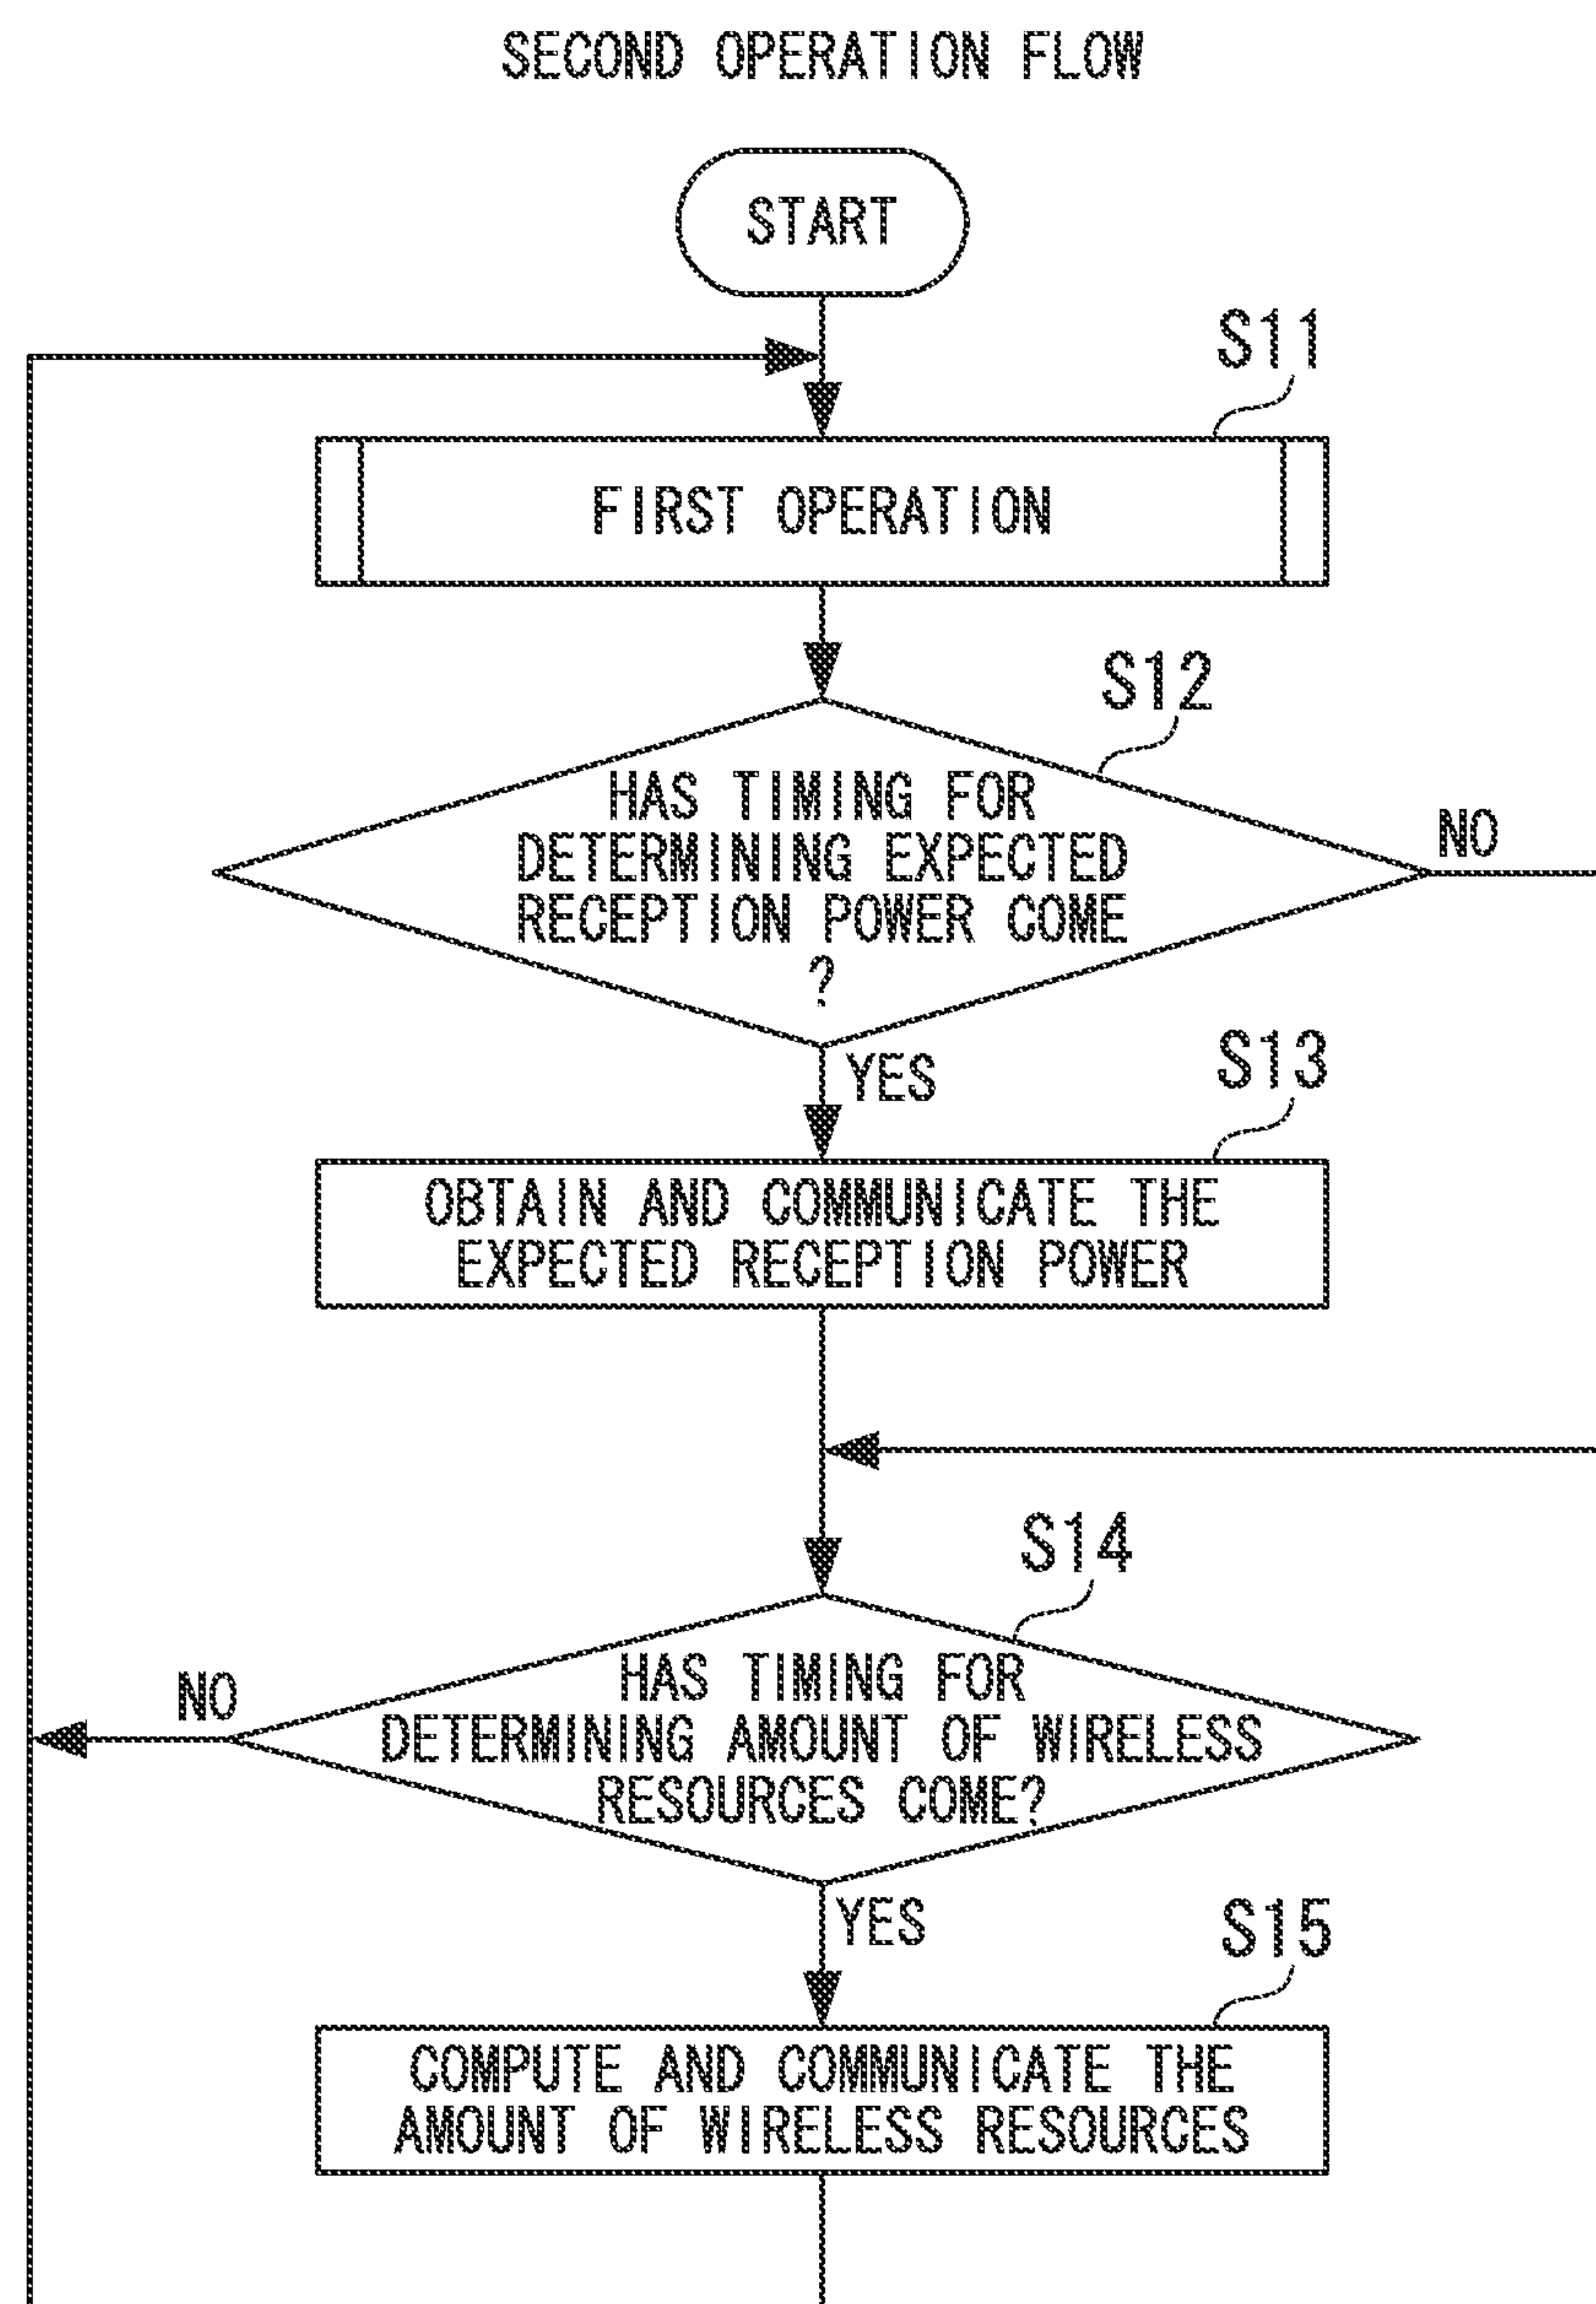 SECOND OPERATION FLOW
START
S11
FIRST OPERATION
S12
HAS TIMING FOR
DETERMINING EXPECTED
RECEPTION POWER COME
?
NO
YES
S13
OBTAIN AND COMMUNICATE THE
EXPECTED RECEPTION POWER
S14
HAS TIMING FOR
DETERMINING AMOUNT OF WIRELESS
RESOURCES COME?
NO
YES
S15
COMPUTE AND COMMUNICATE THE
AMOUNT OF WIRELESS RESOURCES